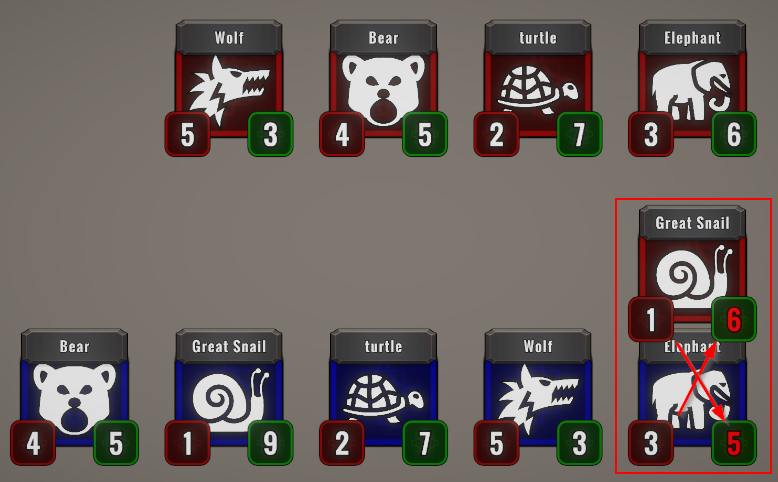 Wolf
Bear
turtle
Elephant
5 3
4 5
2 7
3 6
Great Snail
1 6
Bear
Great Snail
turtle
Wolf
Elephant
4 5
1 9
2 7
5 3
3 5